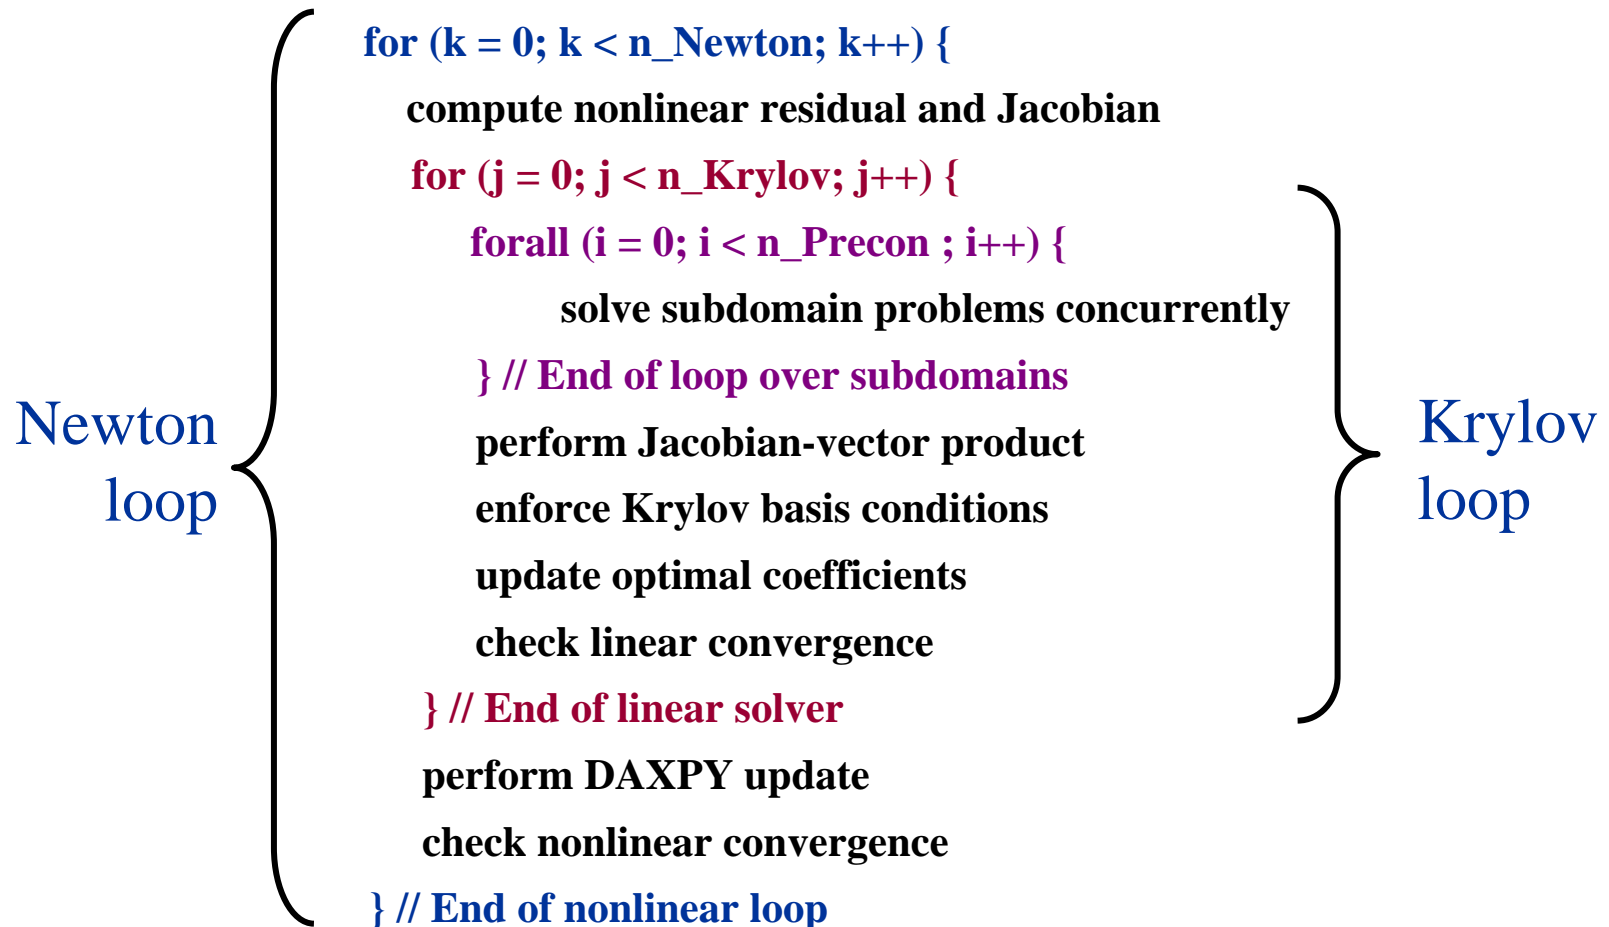 for (k = 0; k < n_Newton; k++) {
compute nonlinear residual and Jacobian
for (j = 0; j < n_Krylov; j++) {
forall (i = 0; i < n_Precon ; i++) {
solve subdomain problems concurrently
} // End of loop over subdomains
perform Jacobian-vector product
enforce Krylov basis conditions
update optimal coefficients
check linear convergence
} // End of linear solver
perform DAXPY update
check nonlinear convergence
} // End of nonlinear loop
Newton
loop
Krylov
loop